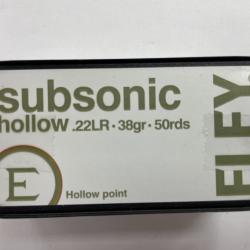 subsonic
hollow .22LR • 38gr • 50rds
E
Hollow point
ELEY